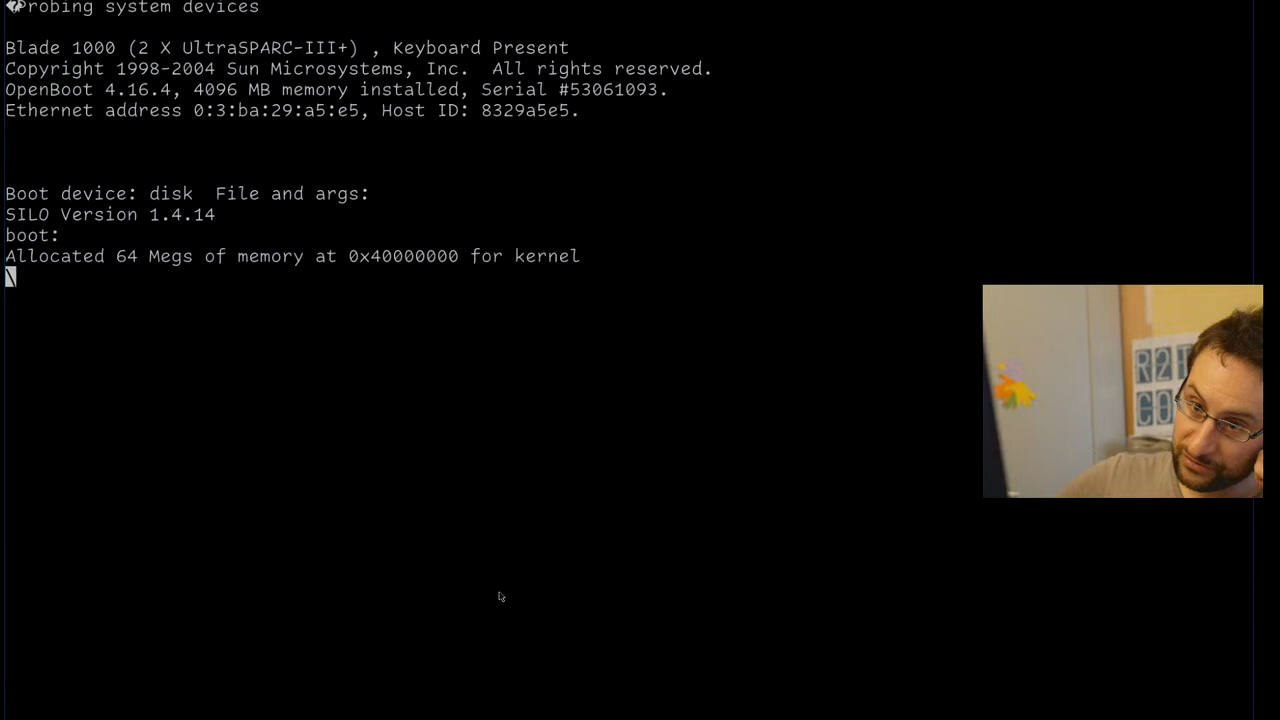 Probing system devices
Blade 1000 (2 X UltraSPARC-III+) , Keyboard Present
Copyright 1998-2004 Sun Microsystems, Inc.  All rights reserved.
OpenBoot 4.16.4, 4096 MB memory installed, Serial #53061093.
Ethernet address 0:3:ba:29:a5:e5, Host ID: 8329a5e5.
Boot device: disk  File and args:
SILO Version 1.4.14
boot:
Allocated 64 Megs of memory at 0x40000000 for kernel
\
R2T
CO